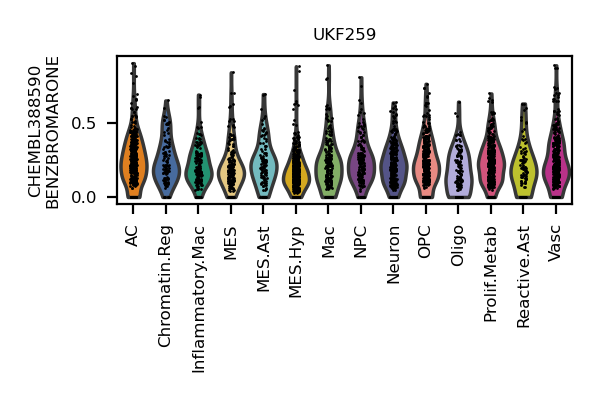 UKF259
CHEMBL388590
BENZBROMARONE
0.5
0.0
AC
Chromatin.Reg
Inflammatory.Mac
MES
MES.Ast
MES.Hyp
Mac
NPC
Neuron
OPC
Oligo
Prolif.Metab
Reactive.Ast
Vasc